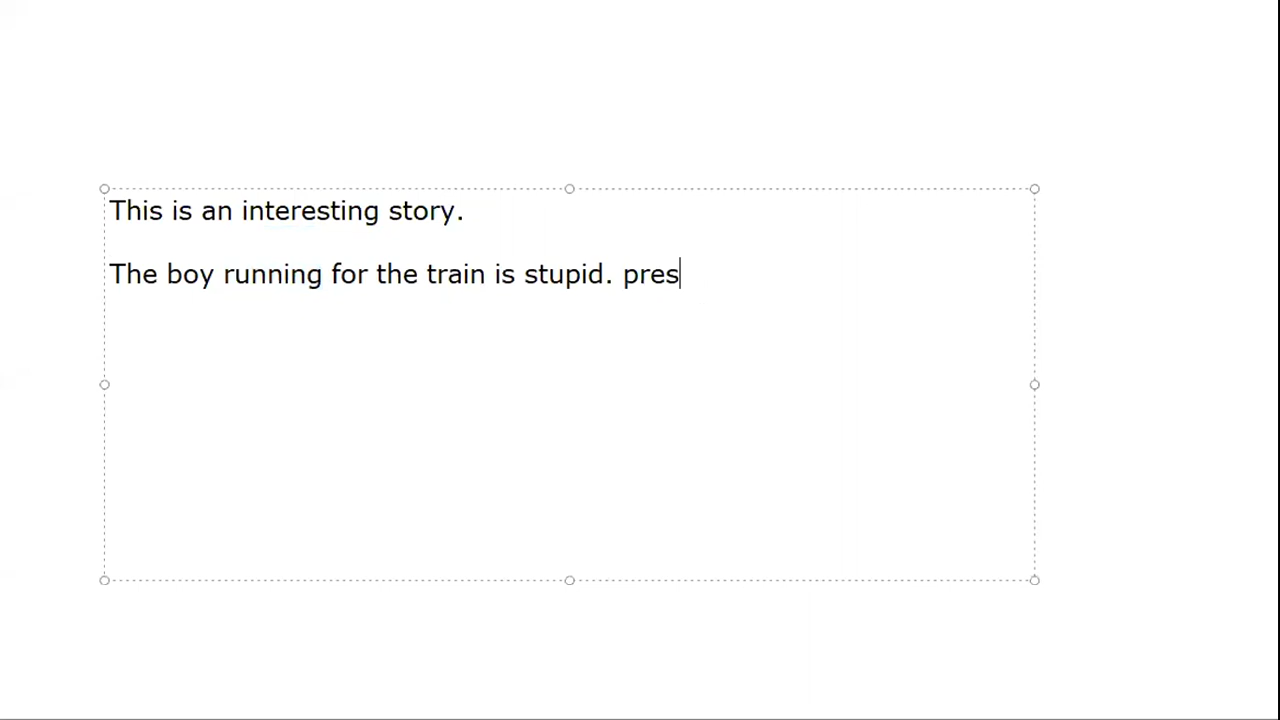 This is an interesting story.
The boy running for the train is stupid. pres